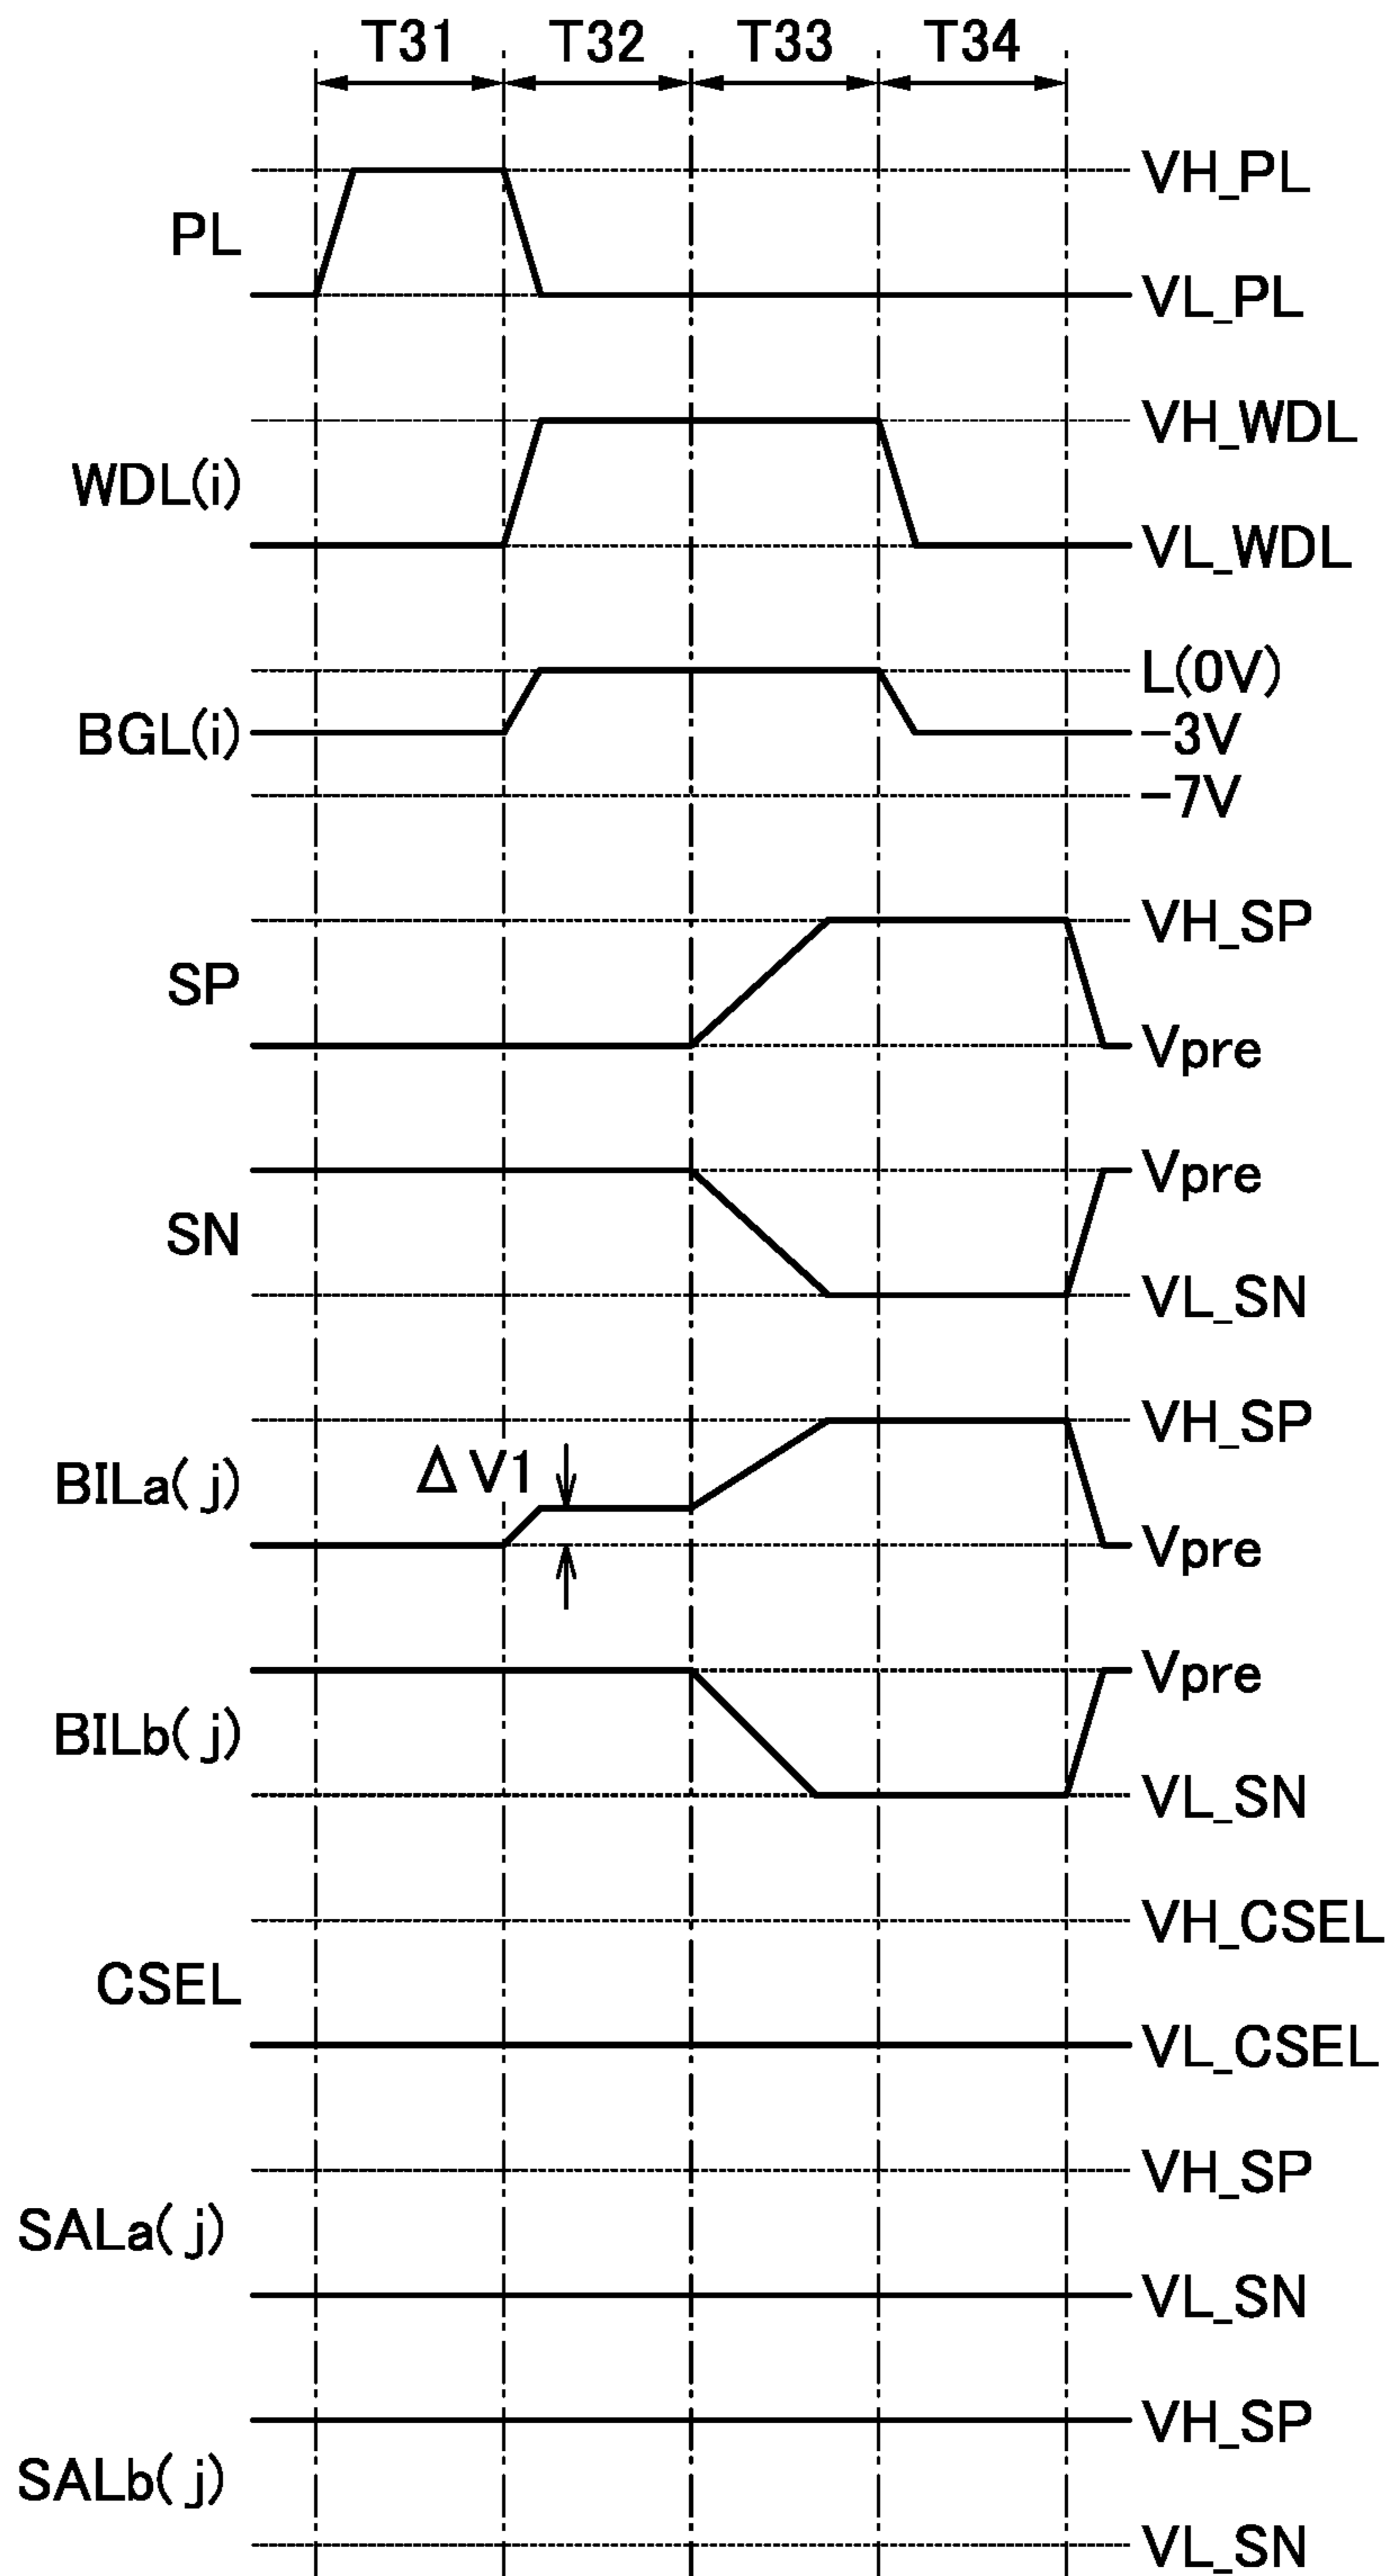 T31 T32 T33 T34
VH_PL
PL
VL_PL
VH_WDL
WDL(i)
VL_WDL
L(0V)
BGL(i)
-3V
-7V
VH_SP
SP
Vpre
Vpre
SN
VL_SN
VH_SP
BILa(j)
ΔV1
Vpre
Vpre
BILb(j)
VL_SN
VH_CSEL
CSEL
VL_CSEL
VH_SP
SALa(j)
VL_SN
VH_SP
SALb(j)
VL_SN